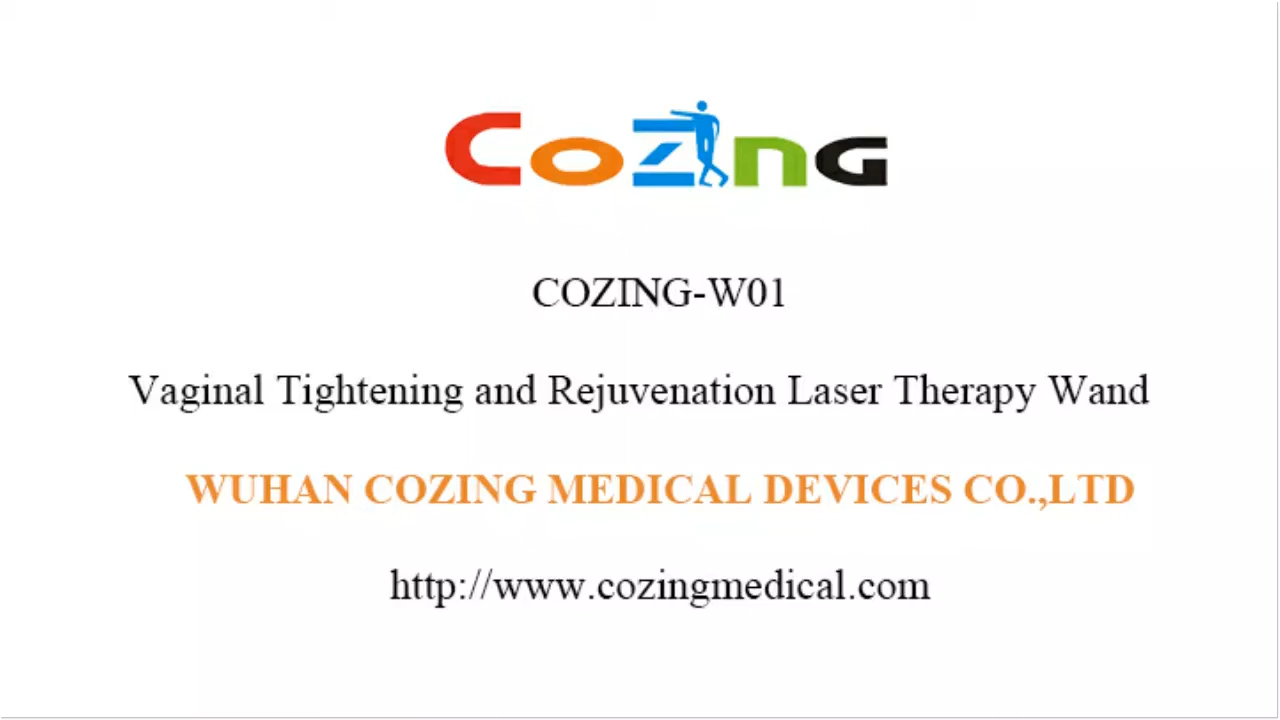 CoZing
COZING-W01
Vaginal Tightening and Rejuvenation Laser Therapy Wand
WUHAN COZING MEDICAL DEVICES CO.,LTD
http://www.cozingmedical.com